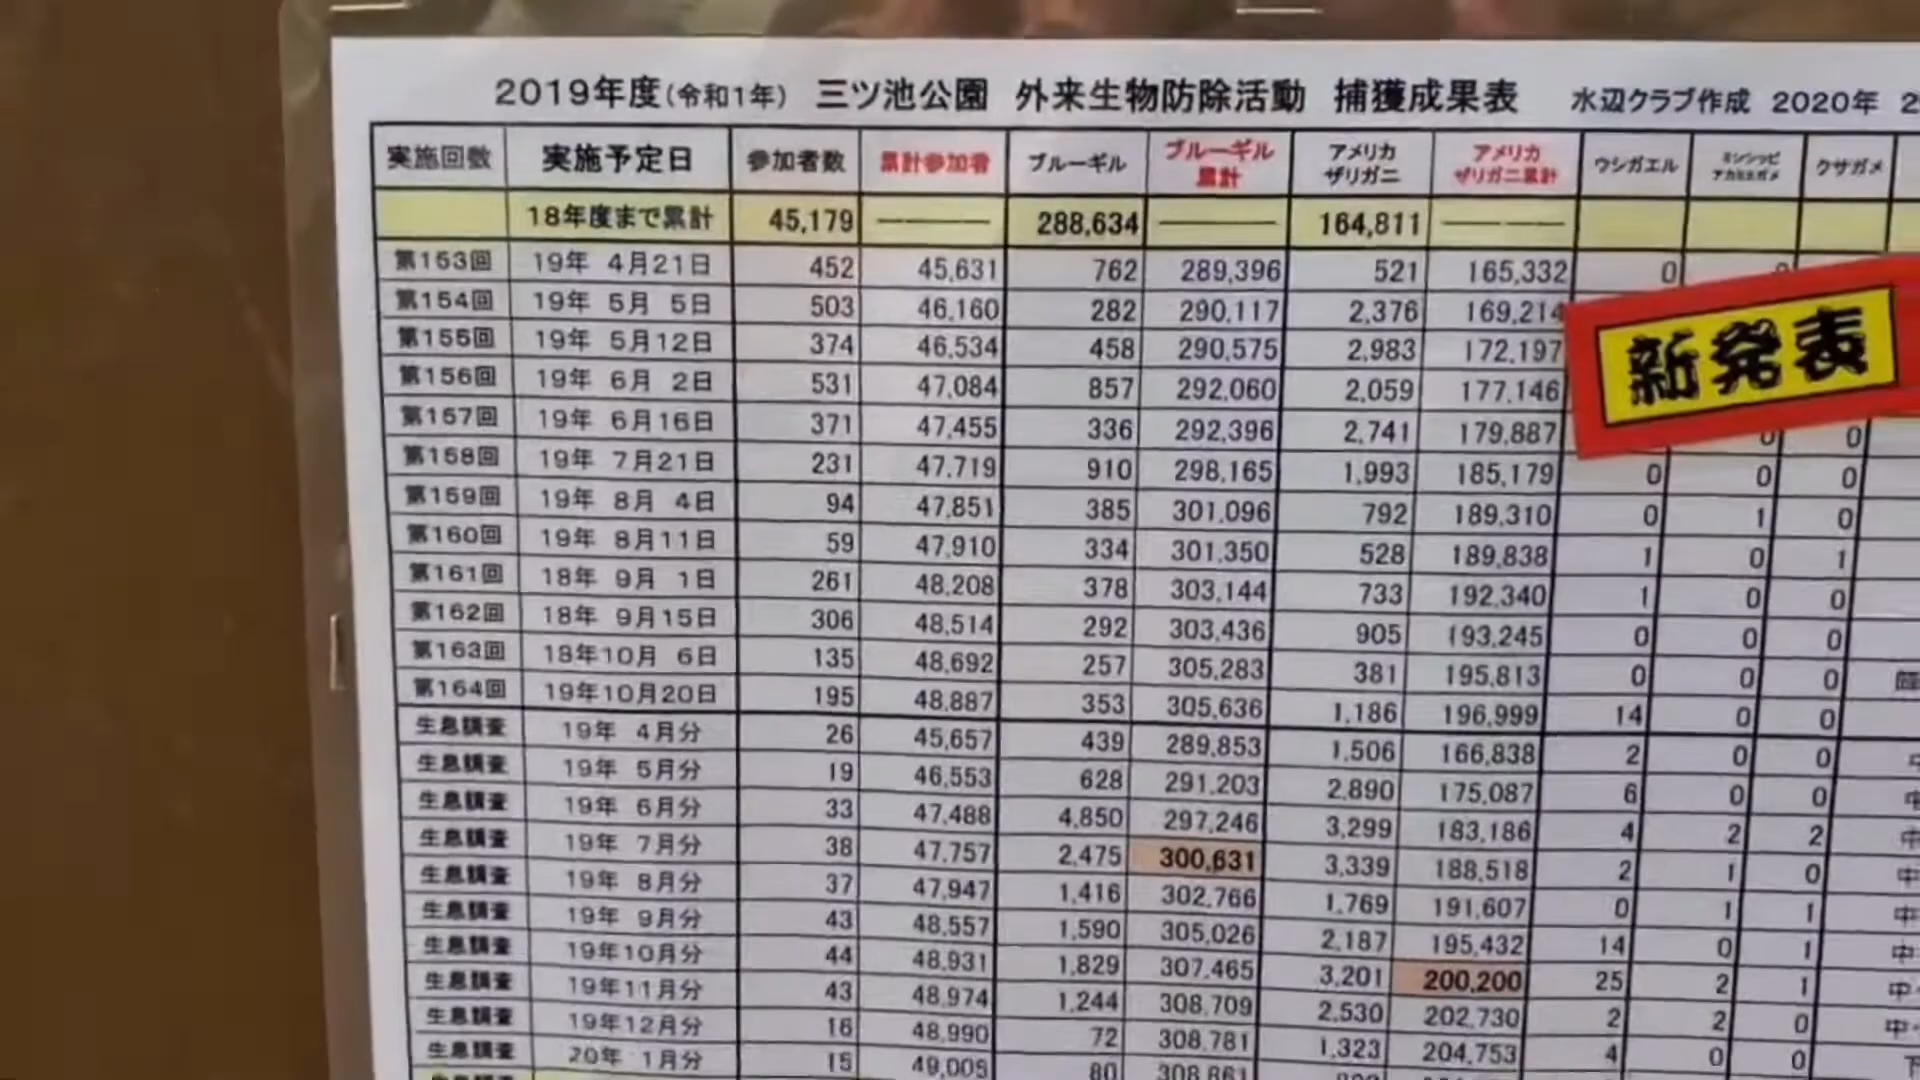 2019年度(令和1年) 三ツ池公園 外来生物防除活動 捕獲成果表 水辺クラブ作成 2020年 2
実施回数 実施予定日 参加者数 累計参加者 ブルーギル ブルーギル累計 アメリカザリガニ アメリカザリガニ累計 ウシガエル ミシシッピアカミミガメ クサガメ
18年度まで累計 45,179 ――― 288,634 ――― 164,811 ―――
第153回 19年 4月21日 452 45,631 762 289,396 521 165,332 0
第154回 19年 5月 5日 503 46,160 282 290,117 2,376 169,214
第155回 19年 5月12日 374 46,534 458 290,575 2,983 172,197
新発表
第156回 19年 6月 2日 531 47,084 857 292,060 2,059 177,146
第157回 19年 6月16日 371 47,455 336 292,396 2,741 179,887 0 0
第158回 19年 7月21日 231 47,719 910 298,165 1,993 185,179 0 0 0
第159回 19年 8月 4日 94 47,851 385 301,096 792 189,310 0 1 0
第160回 19年 8月11日 59 47,910 334 301,350 528 189,838 1 0 1
第161回 18年 9月 1日 261 48,208 378 303,144 733 192,340 1 0 0
第162回 18年 9月15日 306 48,514 292 303,436 905 193,245 0 0 0
第163回 18年10月 6日 135 48,692 257 305,283 381 195,813 0 0 0
第164回 19年10月20日 195 48,887 353 305,636 1,186 196,999 14 0 0
生息調査 19年 4月分 26 45,657 439 289,853 1,506 166,838 2 0 0 中
生息調査 19年 5月分 19 46,553 628 291,203 2,890 175,087 6 0 0 中
生息調査 19年 6月分 33 47,488 4,850 297,246 3,299 183,186 4 2 2 中
生息調査 19年 7月分 38 47,757 2,475 300,631 3,339 188,518 2 1 0 中
生息調査 19年 8月分 37 47,947 1,416 302,766 1,769 191,607 0 1 1 中
生息調査 19年 9月分 43 48,557 1,590 305,026 2,187 195,432 14 0 1 中
生息調査 19年10月分 44 48,931 1,829 307,465 3,201 200,200 25 2 1 中・
生息調査 19年11月分 43 48,974 1,244 308,709 2,530 202,730 2 2 0 中・
生息調査 19年12月分 16 48,990 72 308,781 1,323 204,753 4 0 0 下
生息調査 20年 1月分 15 49,005 80 308,861